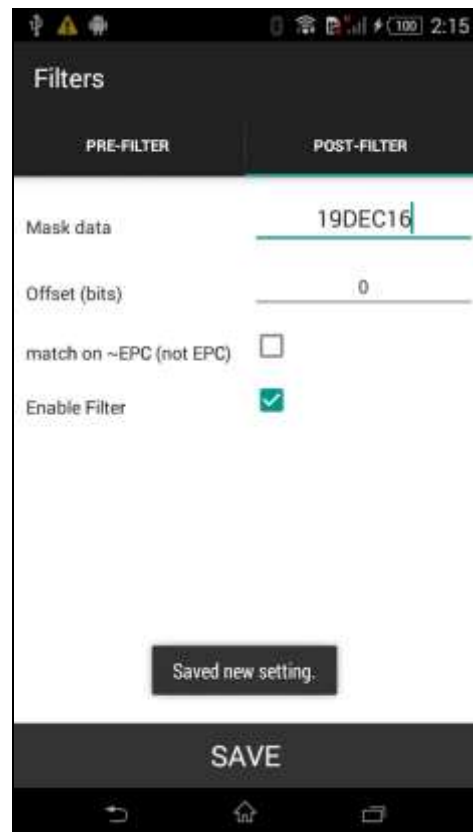 100 2:15
Filters
PRE-FILTER POST-FILTER
Mask data 19DEC16
Offset (bits) 0
match on ~EPC (not EPC)
Enable Filter
Saved new setting.
SAVE